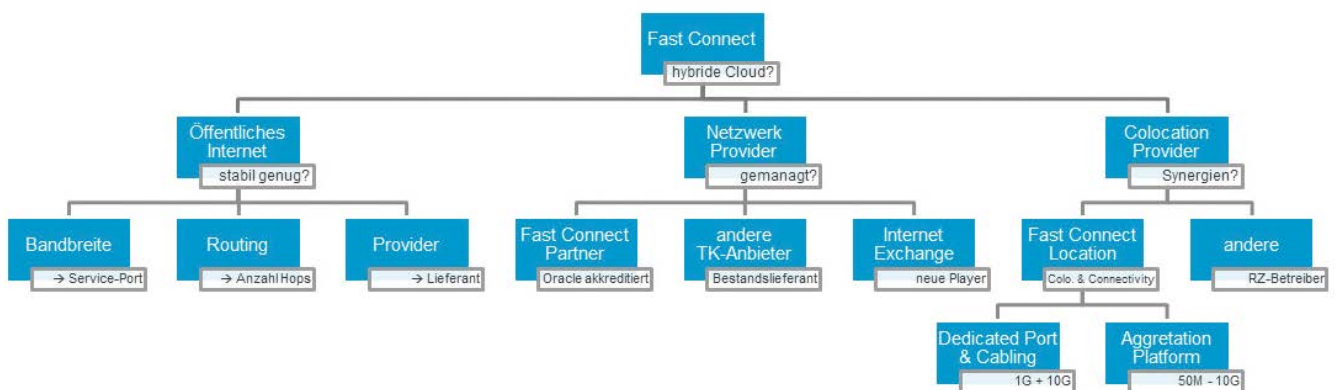 Fast Connect
hybride Cloud?
Öffentliches
Internet
stabil genug?
Netzwerk
Provider
gemanagt?
Colocation
Provider
Synergien?
Bandbreite
→ Service-Port
Routing
→ Anzahl Hops
Provider
→ Lieferant
Fast Connect
Partner
Oracle akkreditiert
andere
TK-Anbieter
Bestandslieferant
Internet
Exchange
neue Player
Fast Connect
Location
Colo. & Connectivity
andere
RZ-Betreiber
Dedicated Port
& Cabling
1G + 10G
Aggretation
Platform
50M - 10G